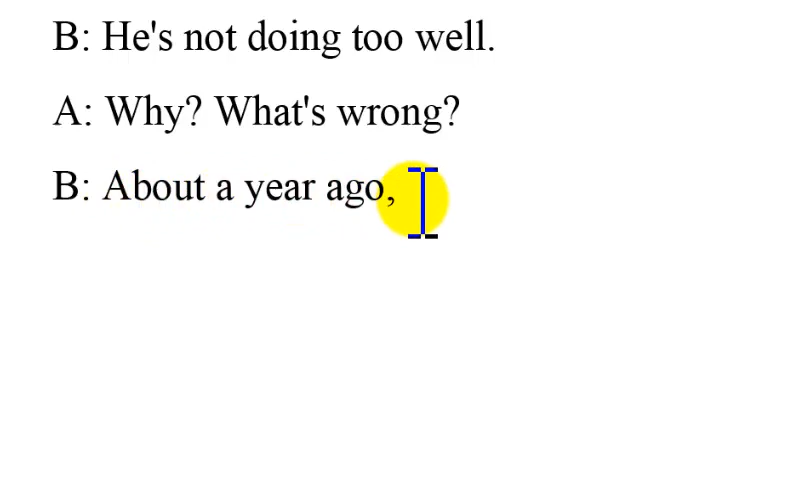 B: He's not doing too well.
A: Why? What's wrong?
B: About a year ago,